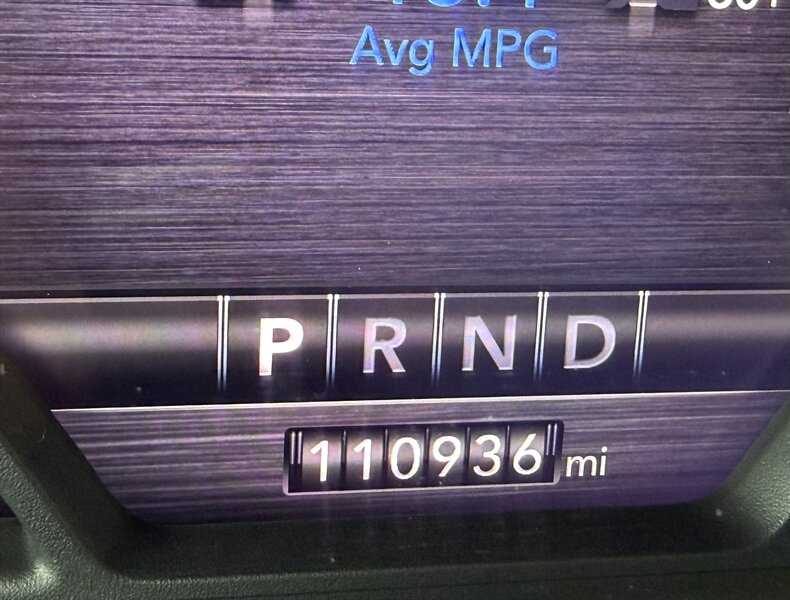 Avg MPG
P R N D
110936 mi